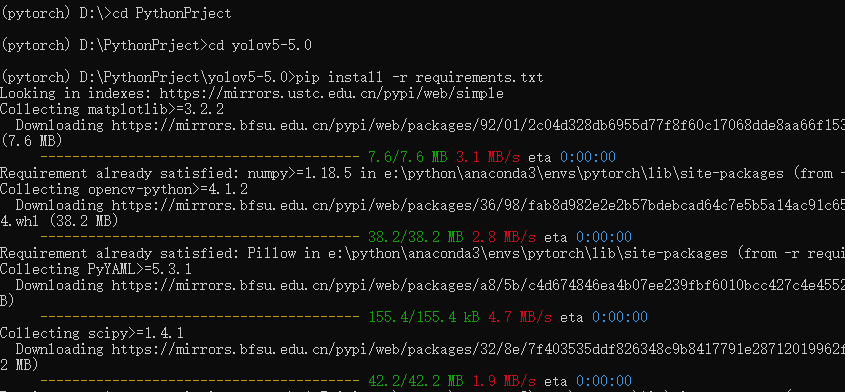 (pytorch) D:\>cd PythonPrject
(pytorch) D:\PythonPrject>cd yolov5-5.0
(pytorch) D:\PythonPrject\yolov5-5.0>pip install -r requirements.txt
Looking in indexes: https://mirrors.ustc.edu.cn/pypi/web/simple
Collecting matplotlib>=3.2.2
Downloading https://mirrors.bfsu.edu.cn/pypi/web/packages/92/01/2c04d328db6955d77f8f60c17068dde8aa66f153
(7.6 MB)
---------------------------------------- 7.6/7.6 MB 3.1 MB/s eta 0:00:00
Requirement already satisfied: numpy>=1.18.5 in e:\python\anaconda3\envs\pytorch\lib\site-packages (from -
Collecting opencv-python>=4.1.2
Downloading https://mirrors.bfsu.edu.cn/pypi/web/packages/36/98/fab8d982e2e2b57bdebcad64c7e5b5a14ac91c65
4.whl (38.2 MB)
---------------------------------------- 38.2/38.2 MB 2.8 MB/s eta 0:00:00
Requirement already satisfied: Pillow in e:\python\anaconda3\envs\pytorch\lib\site-packages (from -r requi
Collecting PyYAML>=5.3.1
Downloading https://mirrors.bfsu.edu.cn/pypi/web/packages/a8/5b/c4d674846ea4b07ee239fbf6010bcc427c4e4552
B)
---------------------------------------- 155.4/155.4 kB 4.7 MB/s eta 0:00:00
Collecting scipy>=1.4.1
Downloading https://mirrors.bfsu.edu.cn/pypi/web/packages/32/8e/7f403535ddf826348c9b8417791e28712019962f
2 MB)
---------------------------------------- 42.2/42.2 MB 1.9 MB/s eta 0:00:00